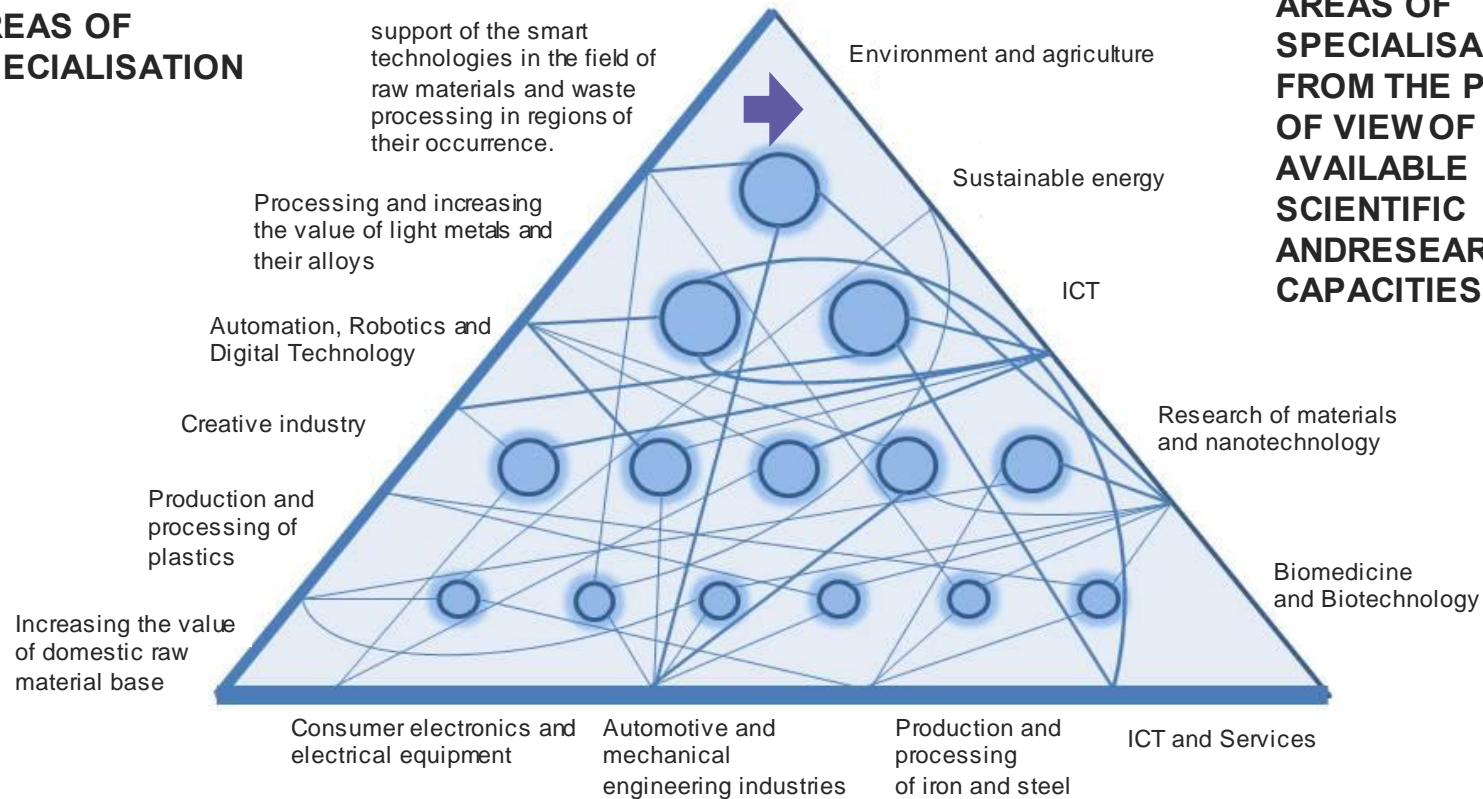 REAS OF
ECIALISATION
support of the smart
technologies in the field of
raw materials and waste
processing in regions of
their occurrence.
Processing and increasing
the value of light metals and
their alloys
Automation, Robotics and
Digital Technology
Creative industry
Production and
processing of
plastics
Increasing the value
of domestic raw
material base
Consumer electronics and
electrical equipment
Automotive and
mechanical
engineering industries
Production and
processing
of iron and steel
ICT and Services
Environment and agriculture
Sustainable energy
ICT
Research of materials
and nanotechnology
Biomedicine
and Biotechnology
AREAS OF
SPECIALISA
FROM THE P
OF VIEW OF
AVAILABLE
SCIENTIFIC
ANDRESEAR
CAPACITIES